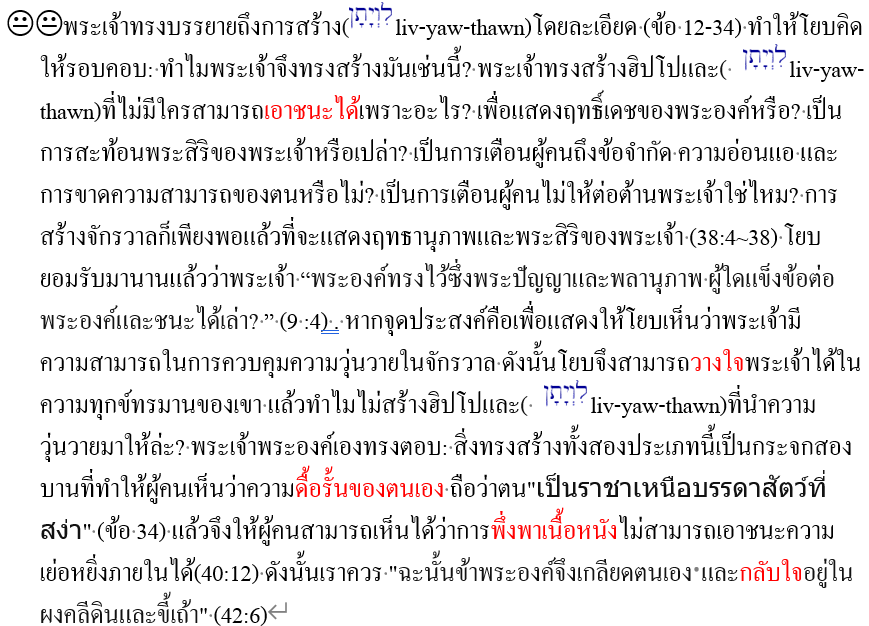 😐😐พระเจ้าทรงบรรยายถึงการสร้าง(לִוְיָתָן liv-yaw-thawn)โดยละเอียด (ข้อ 12-34) ทำให้โยบคิด
ให้รอบคอบ: ทำไมพระเจ้าจึงทรงสร้างมันเช่นนี้? พระเจ้าทรงสร้างฮิปโปและ( לִוְיָתָן liv-yaw-
thawn)ที่ไม่มีใครสามารถเอาชนะได้เพราะอะไร? เพื่อแสดงฤทธิ์เดชของพระองค์หรือ? เป็น
การสะท้อนพระสิริของพระเจ้าหรือเปล่า? เป็นการเตือนผู้คนถึงข้อจำกัด ความอ่อนแอ และ
การขาดความสามารถของตนหรือไม่? เป็นการเตือนผู้คนไม่ให้ต่อต้านพระเจ้าใช่ไหม? การ
สร้างจักรวาลก็เพียงพอแล้วที่จะแสดงฤทธานุภาพและพระสิริของพระเจ้า (38:4~38) โยบ
ยอมรับมานานแล้วว่าพระเจ้า “พระองค์ทรงไว้ซึ่งพระปัญญาและพลานุภาพ ผู้ใดแข็งข้อต่อ
พระองค์และชนะได้เล่า? ” (9 :4) . หากจุดประสงค์คือเพื่อแสดงให้โยบเห็นว่าพระเจ้ามี
ความสามารถในการควบคุมความวุ่นวายในจักรวาล ดังนั้นโยบจึงสามารถวางใจพระเจ้าได้ใน
ความทุกข์ทรมานของเขา แล้วทำไมไม่สร้างฮิปโปและ( לִוְיָתָן liv-yaw-thawn)ที่นำความ
วุ่นวายมาให้ล่ะ? พระเจ้าพระองค์เองทรงตอบ: สิ่งทรงสร้างทั้งสองประเภทนี้เป็นกระจกสอง
บานที่ทำให้ผู้คนเห็นว่าความดื้อรั้นของตนเอง ถือว่าตน"เป็นราชาเหนือบรรดาสัตว์ที่
สง่า" (ข้อ 34) แล้วจึงให้ผู้คนสามารถเห็นได้ว่าการพึ่งพาเนื้อหนังไม่สามารถเอาชนะความ
เย่อหยิ่งภายในได้(40:12) ดังนั้นเราควร "ฉะนั้นข้าพระองค์จึงเกลียดตนเอง และกลับใจอยู่ใน
ผงคลีดินและขี้เถ้า" (42:6)